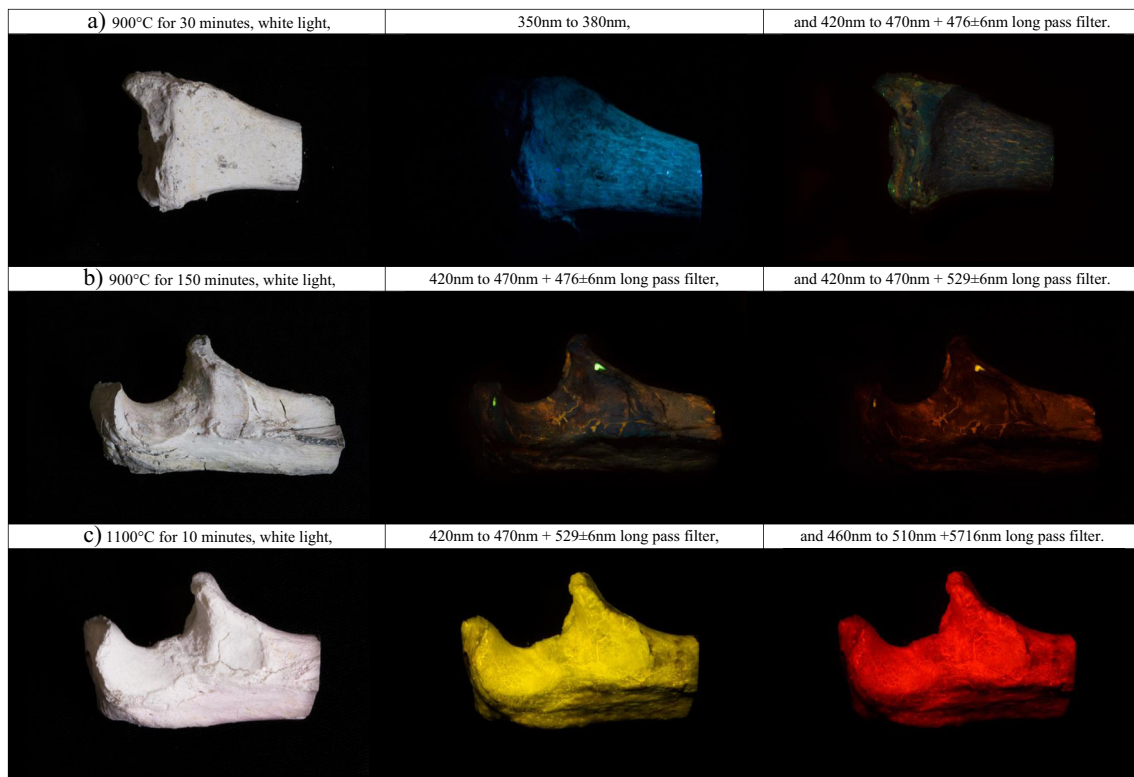 a) 900°C for 30 minutes, white light,
350nm to 380nm,
and 420nm to 470nm + 476±6nm long pass filter.
b) 900°C for 150 minutes, white light,
420nm to 470nm + 476±6nm long pass filter,
and 420nm to 470nm + 529±6nm long pass filter.
c) 1100°C for 10 minutes, white light,
420nm to 470nm + 529±6nm long pass filter,
and 460nm to 510nm +5716nm long pass filter.